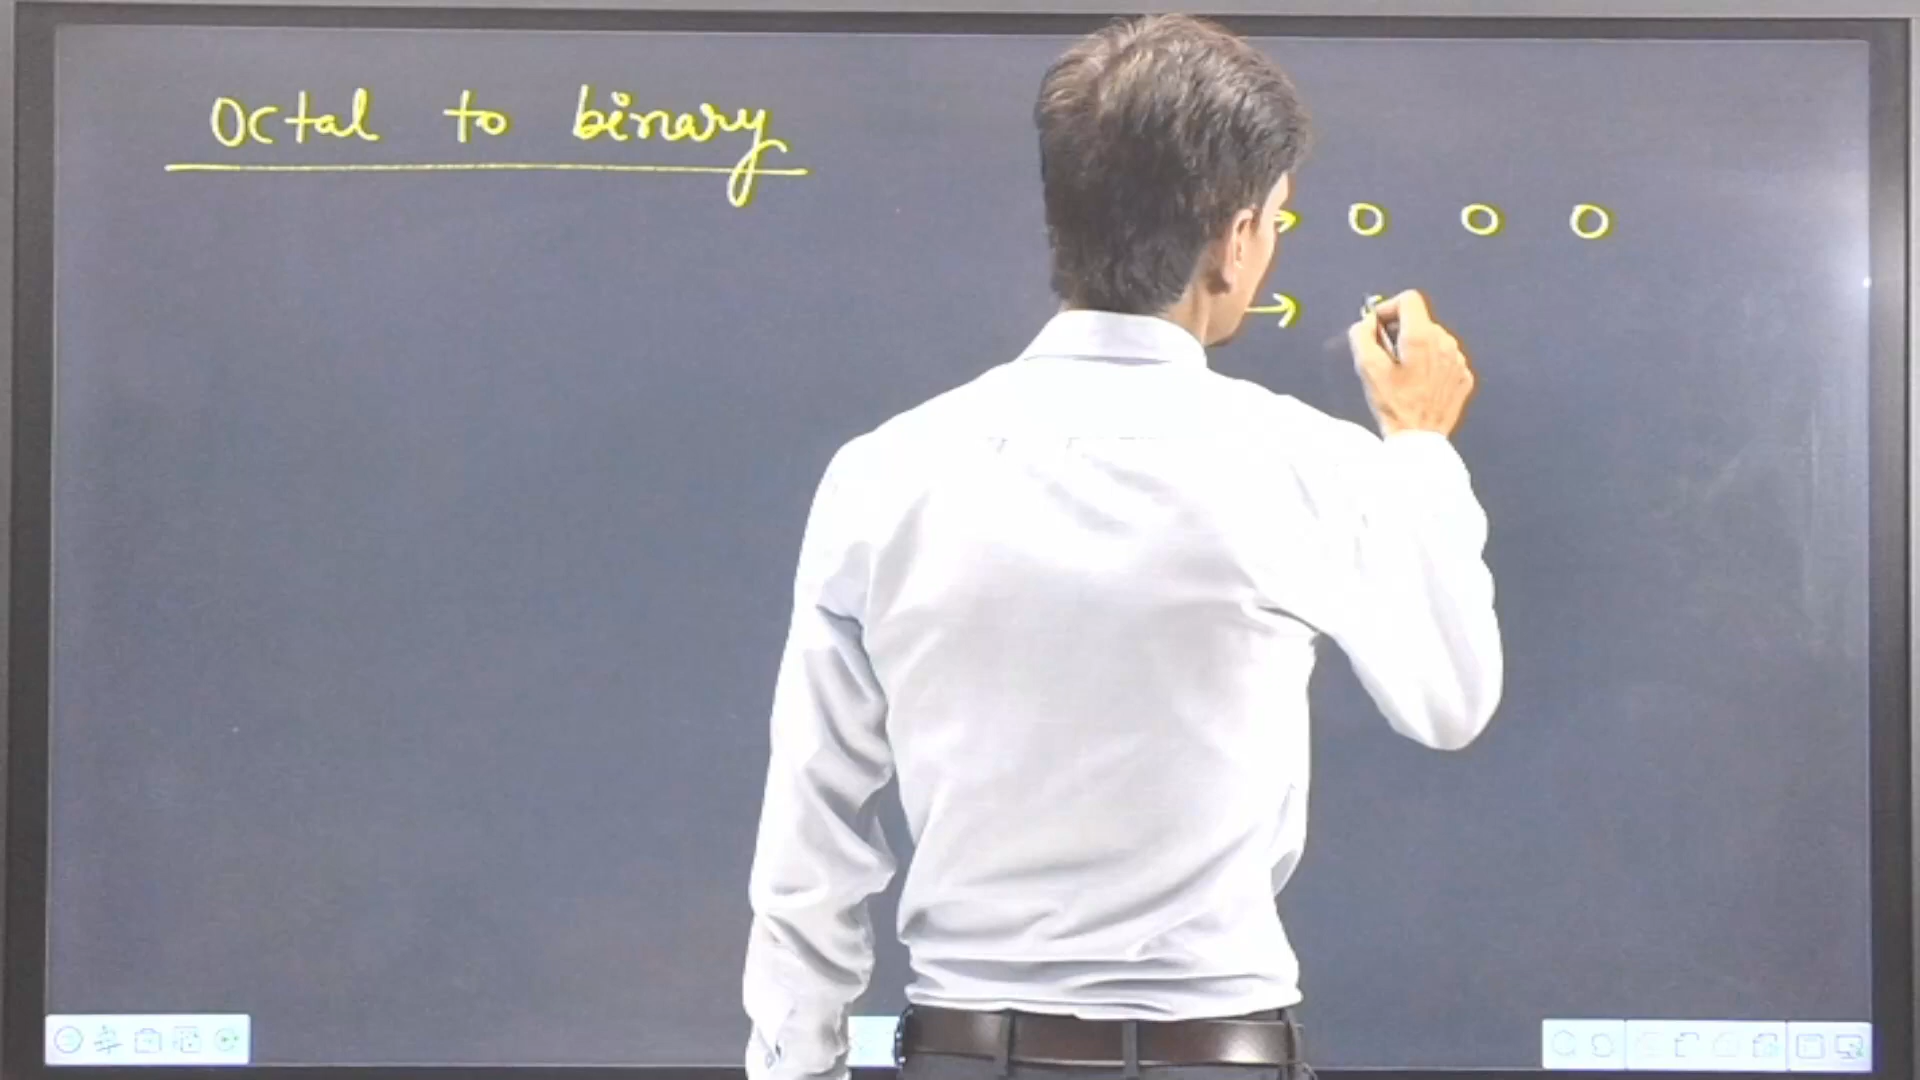 Octal to binary
→ 0 0 0
→